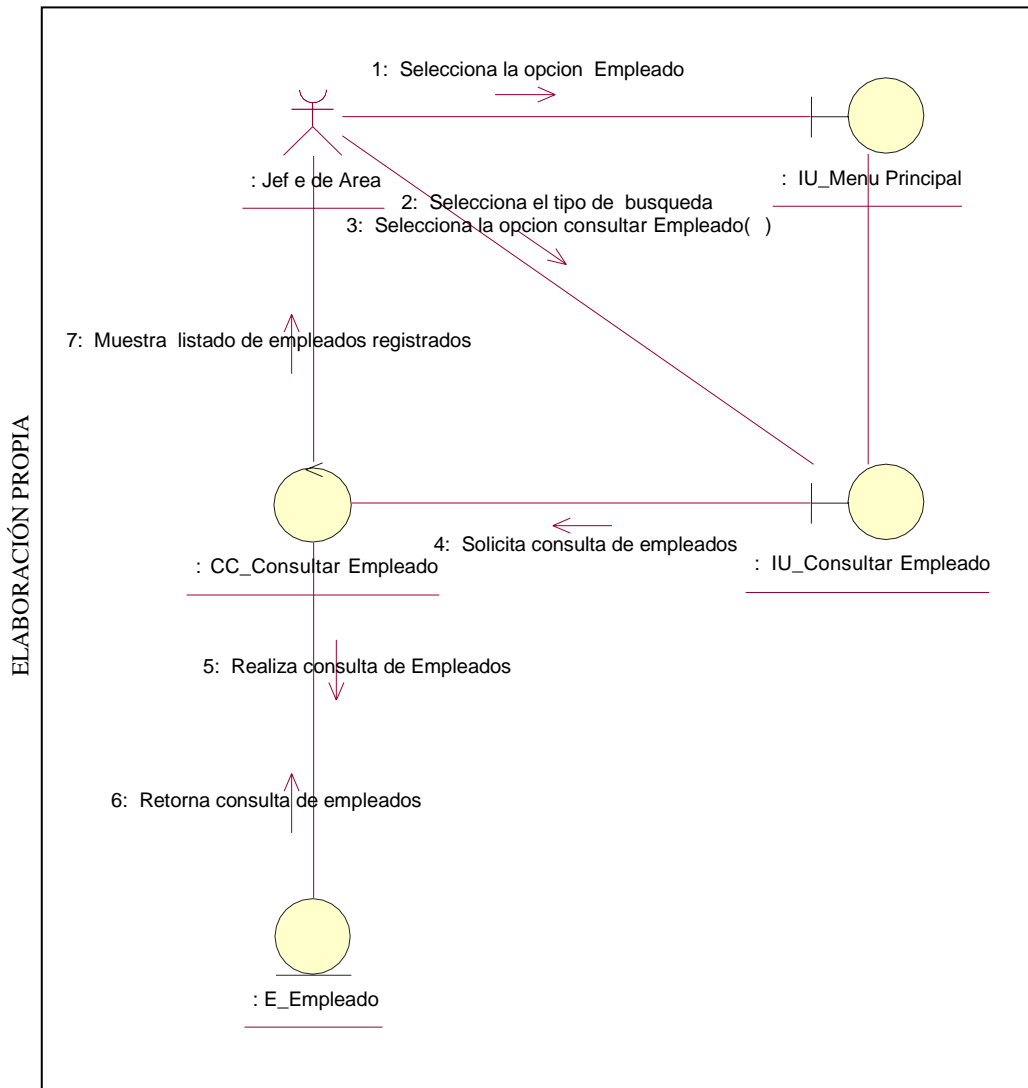 1: Selecciona la opcion Empleado
: Jef e de Area
: IU_Menu Principal
2: Selecciona el tipo de busqueda
3: Selecciona la opcion consultar Empleado( )
7: Muestra listado de empleados registrados
ELABORACIÓN PROPIA
4: Solicita consulta de empleados
: CC_Consultar Empleado
: IU_Consultar Empleado
5: Realiza consulta de Empleados
6: Retorna consulta de empleados
: E_Empleado